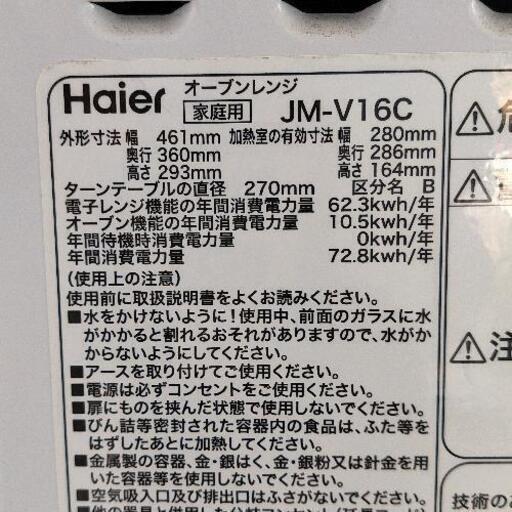 Haier オーブンレンジ
家庭用 JM-V16C
外形寸法 幅 461mm 加熱室の有効寸法 幅 280mm
奥行 360mm 奥行 286mm
高さ 293mm 高さ 164mm
ターンテーブルの直径 270mm 区分名 B
電子レンジ機能の年間消費電力量 62.3kwh/年
オーブン機能の年間消費電力量 10.5kwh/年
年間待機時消費電力量 0kwh/年
年間消費電力量 72.8kwh/年
(使用上の注意)
使用前に取扱説明書をよくお読みください。
■水をかけないように!使用中、前面のガラスに水
がかかると割れるおそれがありますので、水がか
からないようにしてください。
■アースを取り付けてご使用ください。
■電源は必ずコンセントをご使用ください。
■扉にものを挟んだ状態で使用しないでください。
■びん詰等密封された容器内の食品は、ふた等を
はずしたあとに加熱してください。
■金属製の容器、金・銀はく、金・銀粉又は針金を用
いた容器等を使用しないでください。
■空気吸入口及び排出口はふさがないでください。
■他の器具と併用した分岐コンセント
注
技術の